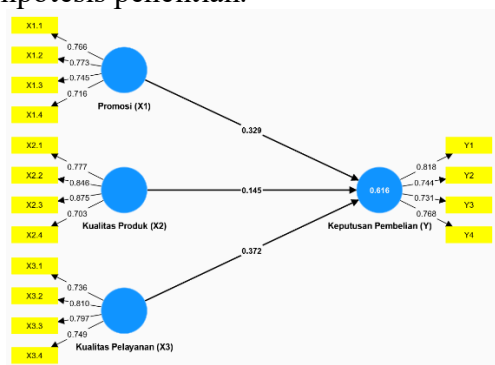 X1.1
X1.2
X1.3
X1.4
0.766
0.773
0.745
0.716
Promosi (X1)
0.329
X2.1
X2.2
X2.3
X2.4
0.777
0.846
0.875
0.703
Kualitas Produk (X2)
0.145
X3.1
X3.2
X3.3
X3.4
0.736
0.810
0.797
0.749
Kualitas Pelayanan (X3)
0.372
0.616
Keputusan Pembelian (Y)
0.818
0.744
0.731
0.768
Y1
Y2
Y3
Y4